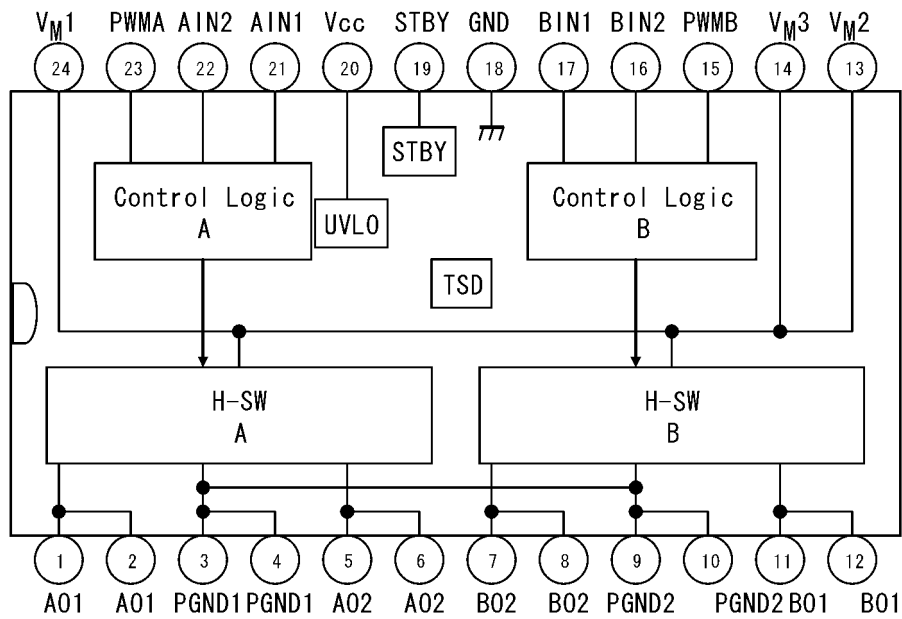 VM1 PWMA AIN2 AIN1 Vcc STBY GND BIN1 BIN2 PWMB VM3 VM2
24 23 22 21 20 19 18 17 16 15 14 13
STBY
Control Logic
A
UVLO
Control Logic
B
TSD
H-SW
A
H-SW
B
1 2 3 4 5 6 7 8 9 10 11 12
AO1 AO1 PGND1 PGND1 AO2 AO2 BO2 BO2 PGND2 PGND2 BO1 BO1